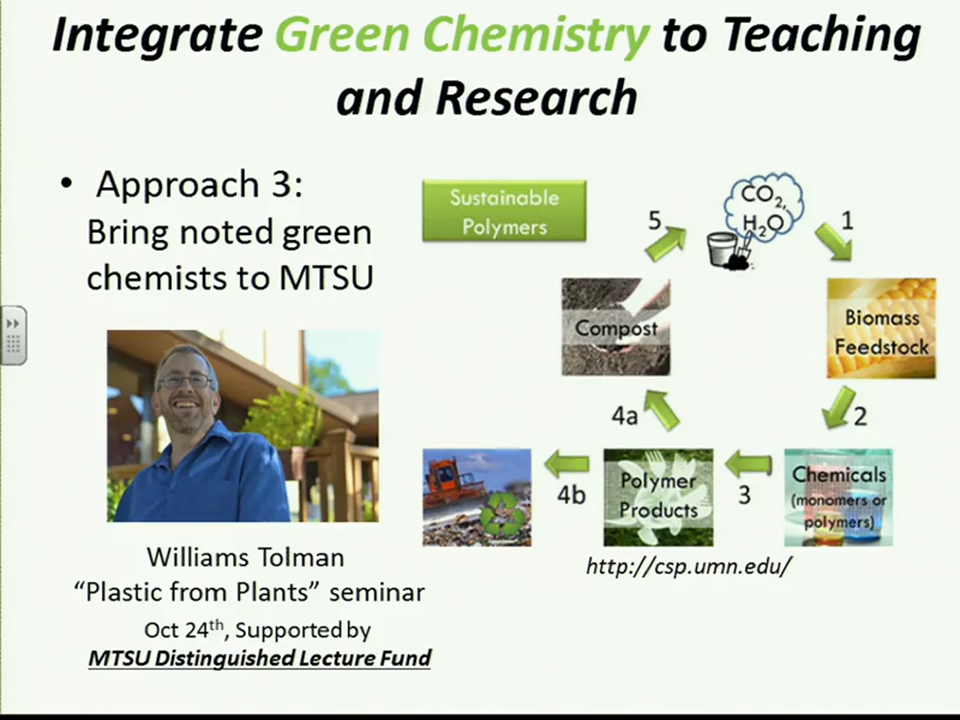 Integrate Green Chemistry to Teaching
and Research
• Approach 3:
Bring noted green
chemists to MTSU
Williams Tolman
“Plastic from Plants” seminar
Oct 24th, Supported by
MTSU Distinguished Lecture Fund
Sustainable
Polymers
CO2,
H2O
1
Biomass
Feedstock
2
Chemicals
(monomers or
polymers)
3
Polymer
Products
4a
4b
Compost
5
http://csp.umn.edu/